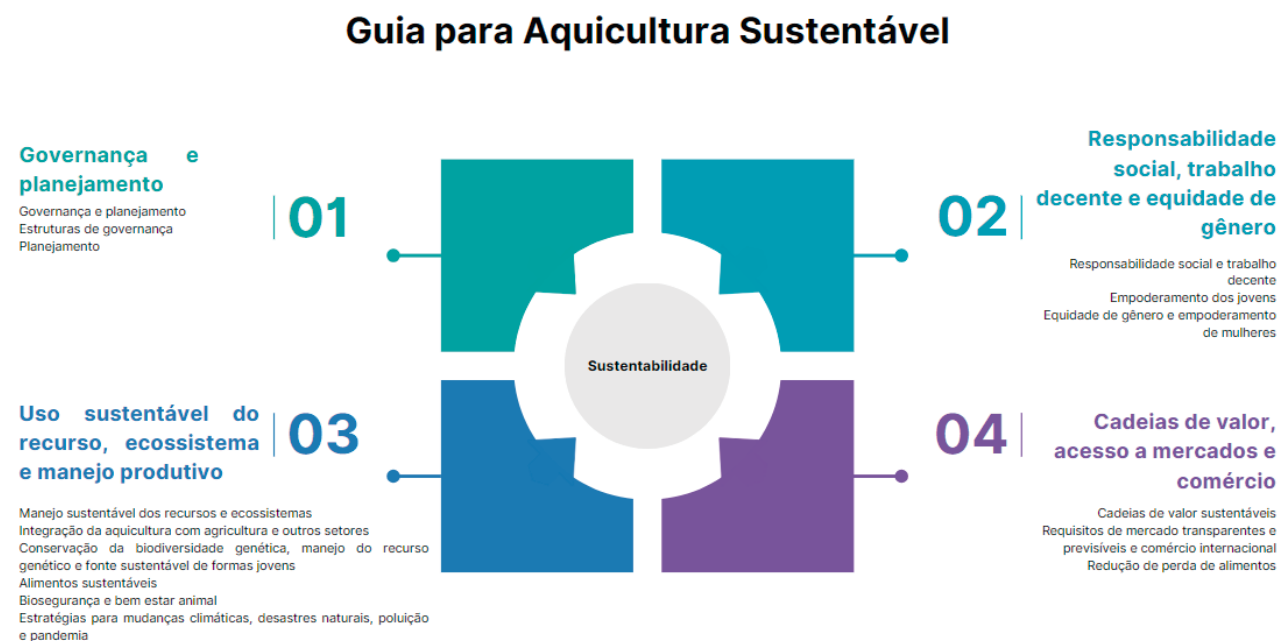 Guia para Aquicultura Sustentável
Governança e
planejamento
Governança e planejamento
Estruturas de governança
Planejamento
01
02
Responsabilidade
social, trabalho
decente e equidade de
gênero
Responsabilidade social e trabalho
decente
Empoderamento dos jovens
Equidade de gênero e empoderamento
de mulheres
Sustentabilidade
Uso sustentável do
recurso, ecossistema
e manejo produtivo
03
Manejo sustentável dos recursos e ecossistemas
Integração da aquicultura com agricultura e outros setores
Conservação da biodiversidade genética, manejo do recurso
genético e fonte sustentável de formas jovens
Alimentos sustentáveis
Biosegurança e bem estar animal
Estratégias para mudanças climáticas, desastres naturais, poluição
e pandemia
04
Cadeias de valor,
acesso a mercados e
comércio
Cadeias de valor sustentáveis
Requisitos de mercado transparentes e
previsíveis e comércio internacional
Redução de perda de alimentos